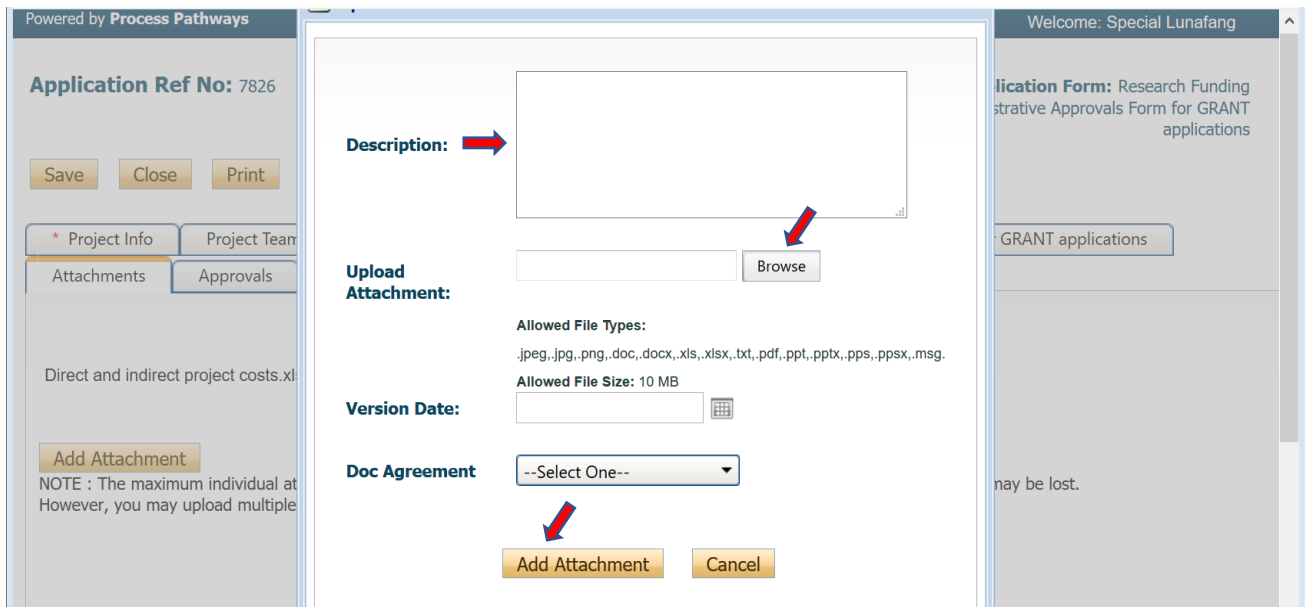 Powered by Process Pathways
Welcome: Special Lunafang
Application Ref No: 7826
lication Form: Research Funding
strative Approvals Form for GRANT
applications
Save
Close
Print
* Project Info
Project Team
GRANT applications
Attachments
Approvals
Direct and indirect project costs.xl
Add Attachment
NOTE : The maximum individual at
may be lost.
However, you may upload multiple
Description:
Upload
Attachment:
Browse
Allowed File Types:
.jpeg,.jpg,.png,.doc,.docx,.xls,.xlsx,.txt,.pdf,.ppt,.pptx,.pps,.ppsx,.msg.
Allowed File Size: 10 MB
Version Date:
Doc Agreement
--Select One--
Add Attachment
Cancel